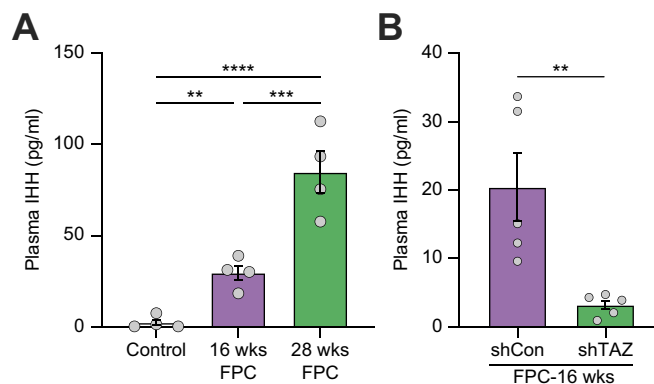 A
B
Plasma IHH (pg/ml)
150
100
50
0
****
**
***
Control
16 wks
FPC
28 wks
FPC
Plasma IHH (pg/ml)
40
30
20
10
0
**
shCon
shTAZ
FPC-16 wks